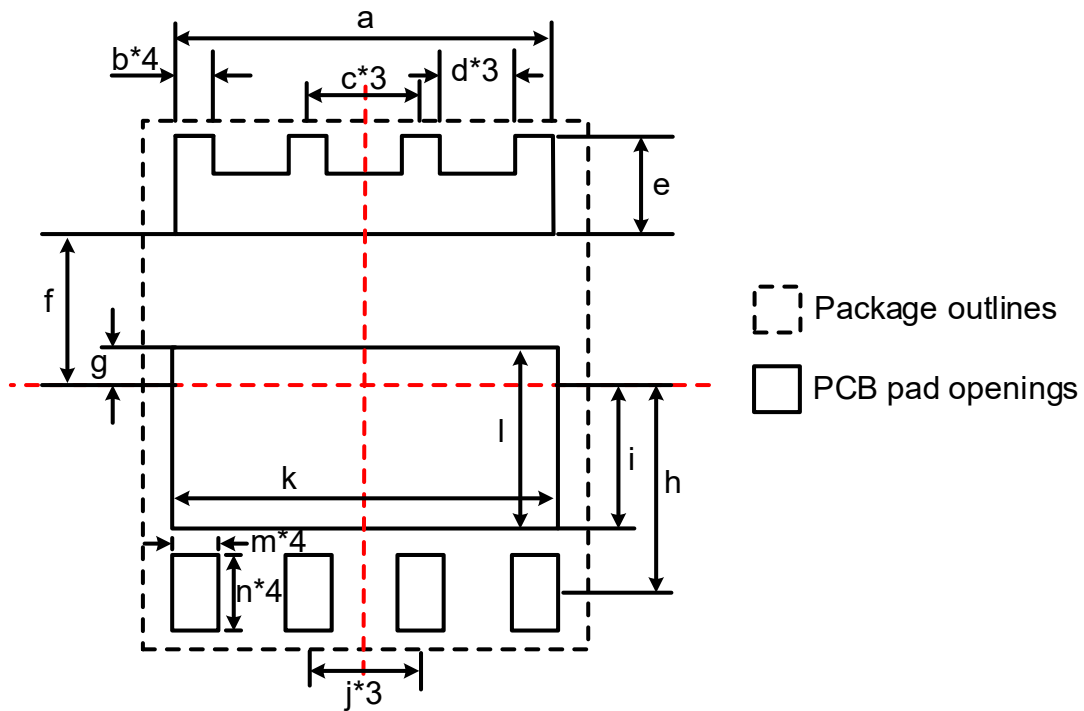 a
b*4
c*3
d*3
e
f
g
Package outlines
PCB pad openings
l
i
h
k
m*4
n*4
j*3